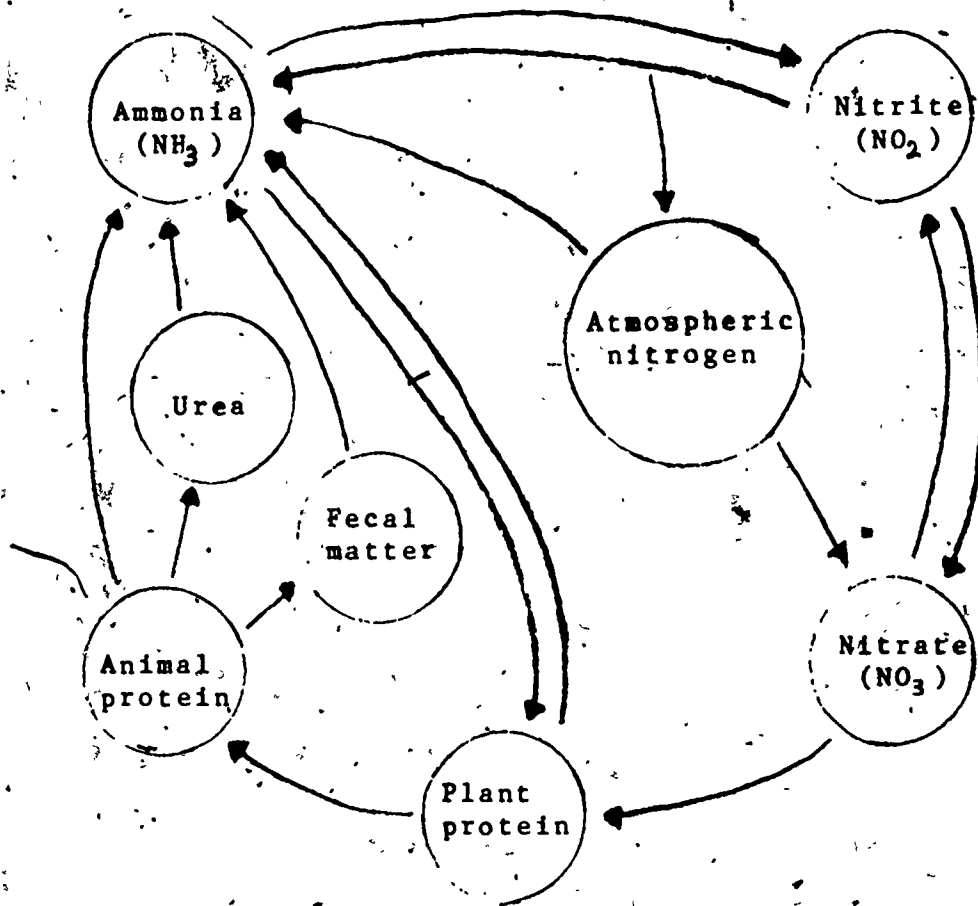 Ammonia
(NH3)
Nitrite
(NO2)
Atmospheric
nitrogen
Urea
Fecal
matter
Animal
protein
Nitrate
(NO3)
Plant
protein